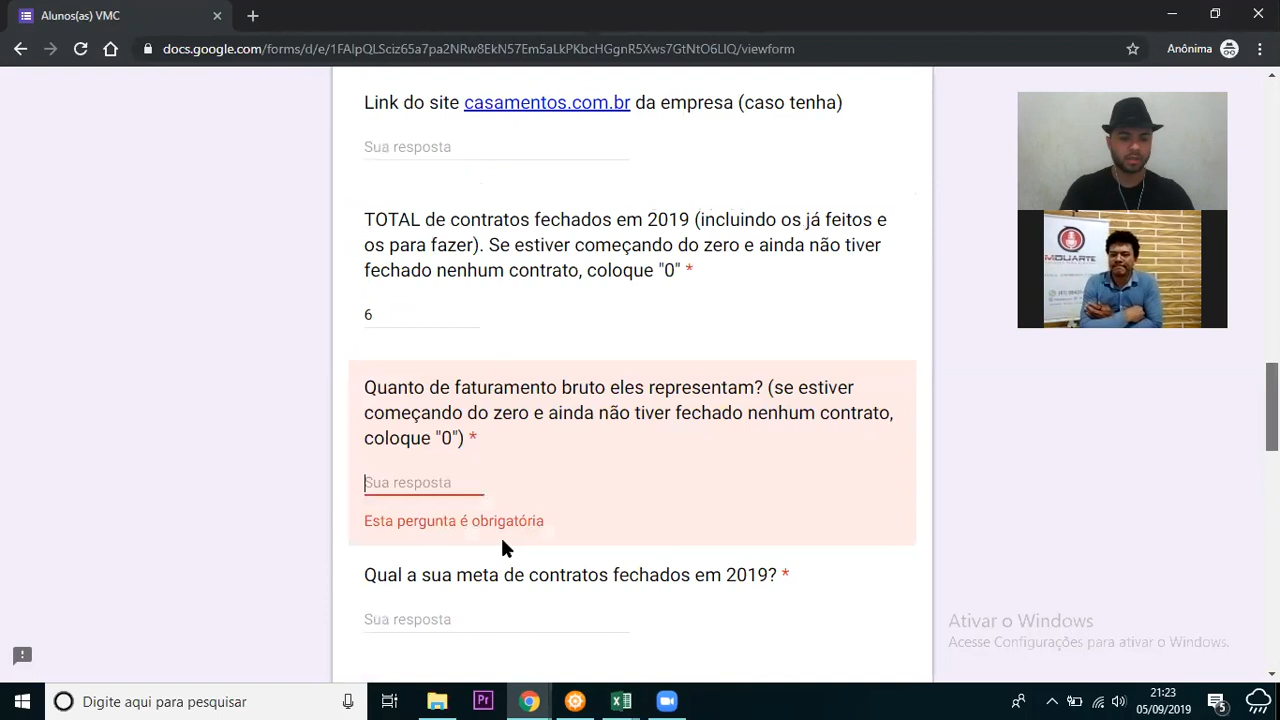 Alunos(as) VMC
docs.google.com/forms/d/e/1FAIpQLSciz65a7pa2NRw8EkN57Em5aLkPKbcHGgnR5Xws7GtNtO6LIQ/viewform
Anônima
Link do site casamentos.com.br da empresa (caso tenha)
Sua resposta
TOTAL de contratos fechados em 2019 (incluindo os já feitos e
os para fazer). Se estiver começando do zero e ainda não tiver
fechado nenhum contrato, coloque "0" *
6
Quanto de faturamento bruto eles representam? (se estiver
começando do zero e ainda não tiver fechado nenhum contrato,
coloque "0") *
Sua resposta
Esta pergunta é obrigatória
Qual a sua meta de contratos fechados em 2019? *
Sua resposta
MDUARTE
Ativar o Windows
Acesse Configurações para ativar o Windows.
Digite aqui para pesquisar
Pr
21:23
05/09/2019
5